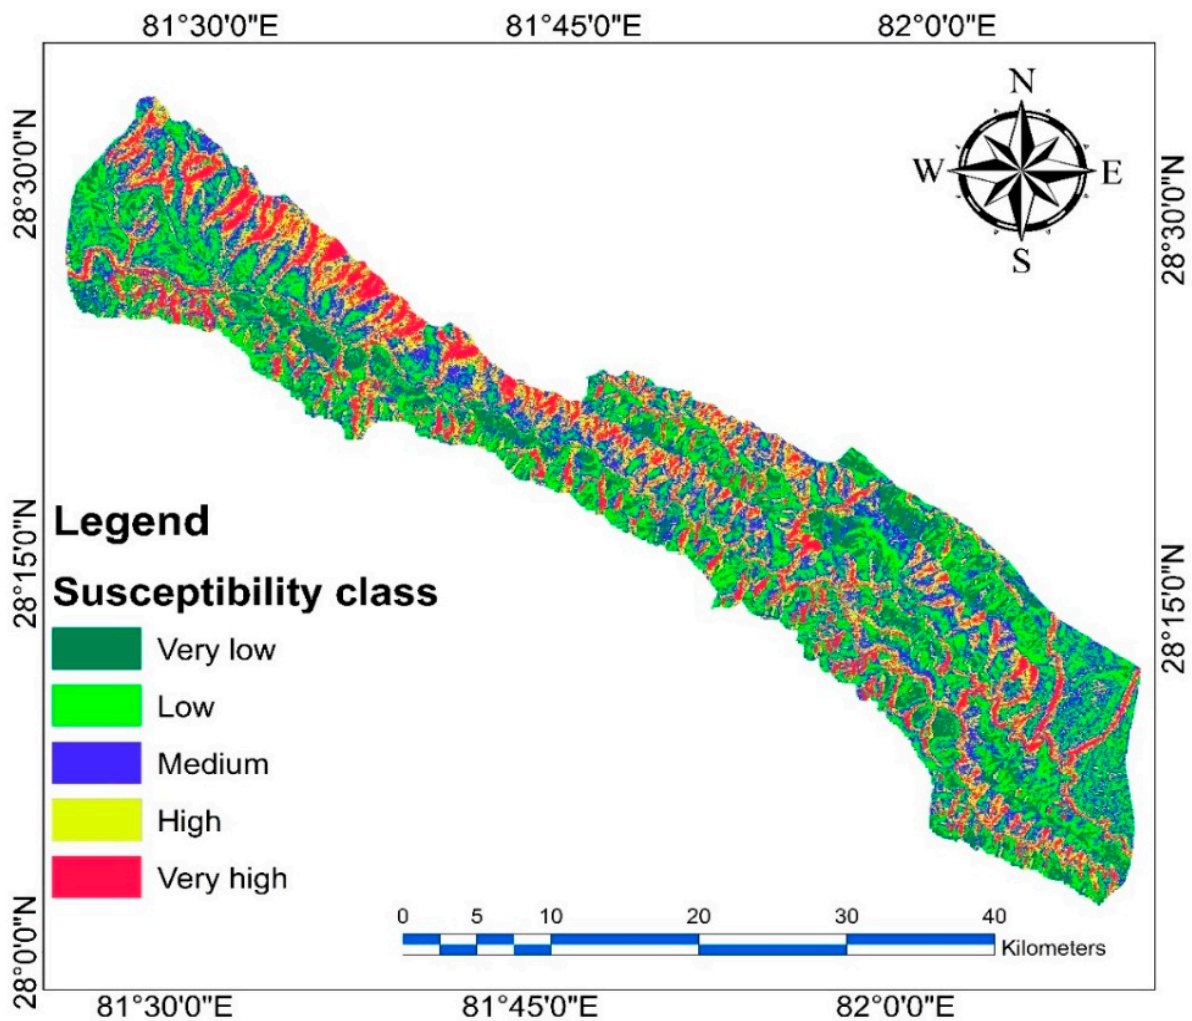 81°30'0"E 81°45'0"E 82°0'0"E
N
W E
S
28°30'0"N
28°30'0"N
28°15'0"N
28°15'0"N
28°0'0"N
Legend
Susceptibility class
Very low
Low
Medium
High
Very high
0 5 10 20 30 40
Kilometers
81°30'0"E 81°45'0"E 82°0'0"E